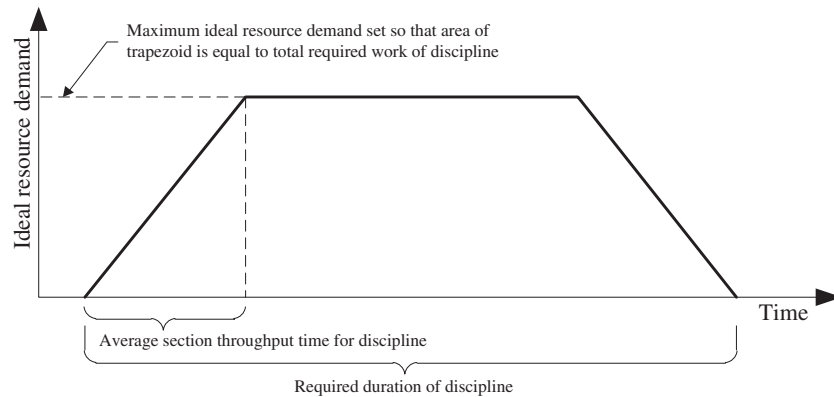 Maximum ideal resource demand set so that area of
trapezoid is equal to total required work of discipline
Ideal resource demand
Time
Average section throughput time for discipline
Required duration of discipline